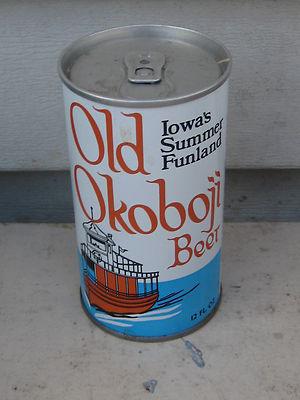 Iowa's
Summer
Funland
Old
Okoboji
Beer
12 FL. OZ.